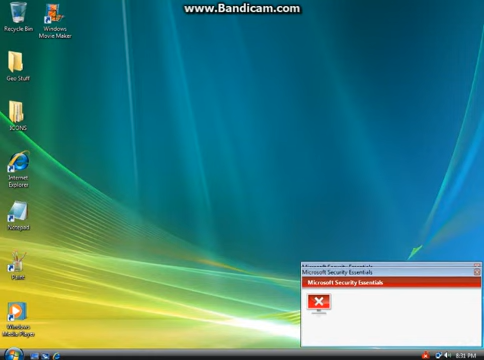 www.Bandicam.com
Recycle Bin
Windows
Movie Maker
Geo Stuff
ICONS
Internet
Explorer
Notepad
Paint
Windows
Media Player
Microsoft Security Essentials
Microsoft Security Essentials
Microsoft Security Essentials
8:31 PM